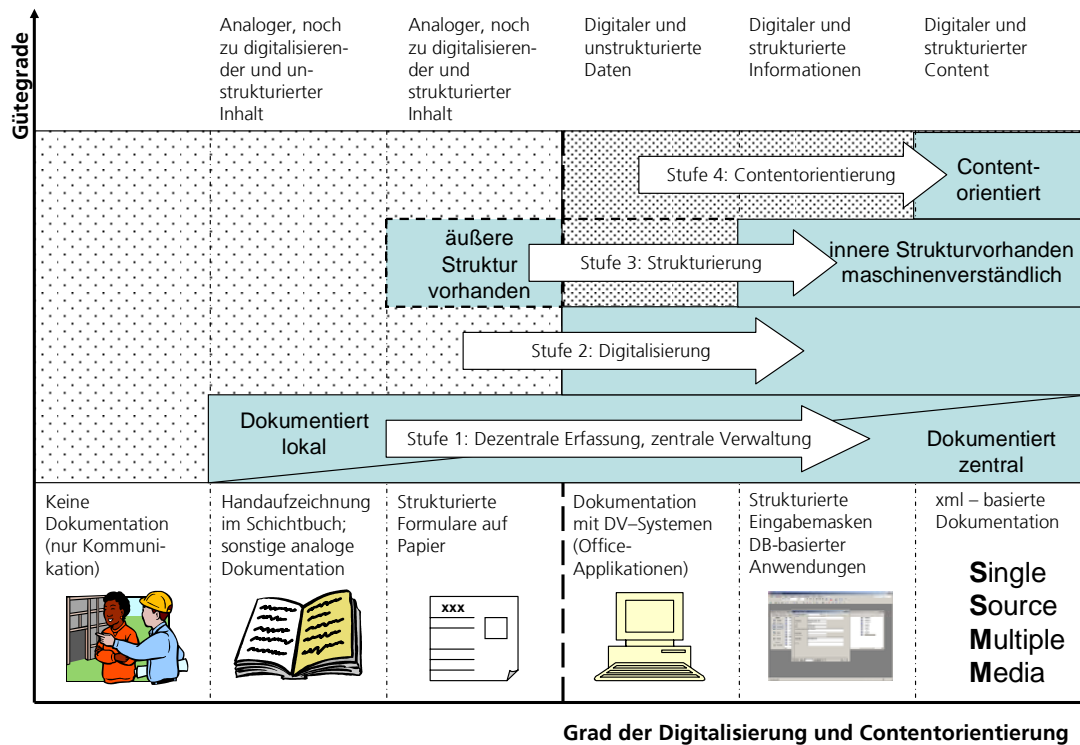 Gütegrade
Analoger, noch
zu digitalisieren-
der und un-
strukturierter
Inhalt
Analoger, noch
zu digitalisieren-
der und
strukturierter
Inhalt
Digitaler und
unstrukturierte
Daten
Digitaler und
strukturierte
Informationen
Digitaler und
strukturierter
Content
Stufe 4: Contentorientierung
Content-
orientiert
äußere
Struktur
vorhanden
Stufe 3: Strukturierung
innere Strukturvorhanden
maschinenverständlich
Stufe 2: Digitalisierung
Dokumentiert
lokal
Stufe 1: Dezentrale Erfassung, zentrale Verwaltung
Dokumentiert
zentral
Keine
Dokumentation
(nur Kommuni-
kation)
Handaufzeichnung
im Schichtbuch;
sonstige analoge
Dokumentation
Strukturierte
Formulare auf
Papier
xxx
Dokumentation
mit DV–Systemen
(Office-
Applikationen)
Strukturierte
Eingabemasken
DB-basierter
Anwendungen
xml – basierte
Dokumentation
Single
Source
Multiple
Media
Grad der Digitalisierung und Contentorientierung